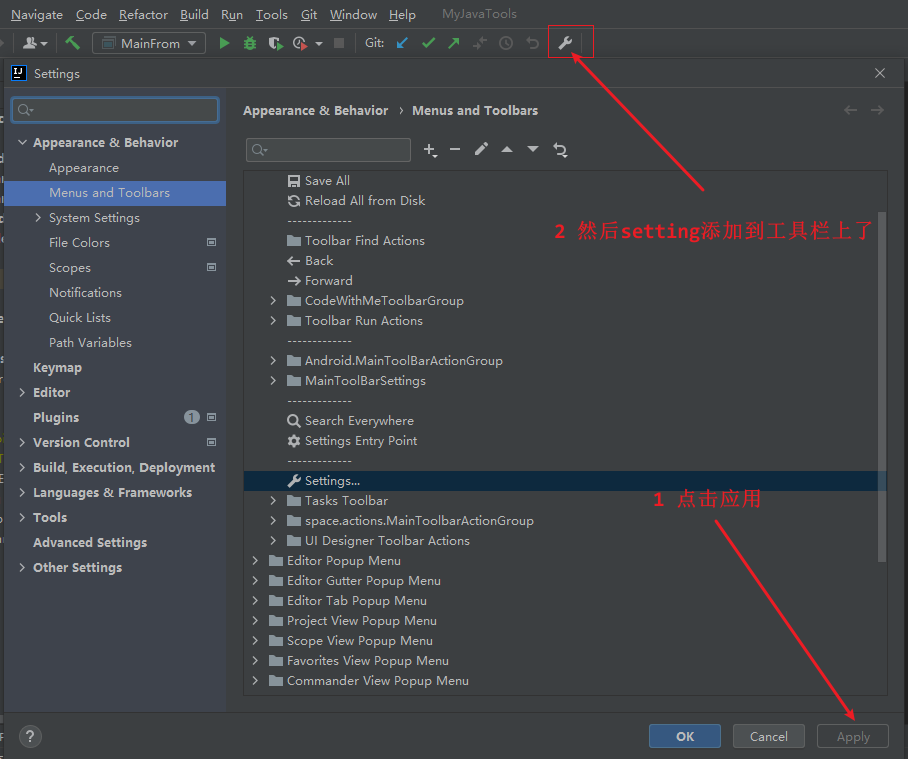 Navigate Code Refactor Build Run Tools Git Window Help MyJavaTools
MainFrom Git:
Settings
Appearance & Behavior › Menus and Toolbars
Appearance & Behavior
Appearance
Menus and Toolbars
System Settings
File Colors
Scopes
Notifications
Quick Lists
Path Variables
Keymap
Editor
Plugins 1
Version Control
Build, Execution, Deployment
Languages & Frameworks
Tools
Advanced Settings
Other Settings
Save All
Reload All from Disk
-------------
Toolbar Find Actions
Back
Forward
CodeWithMeToolbarGroup
Toolbar Run Actions
-------------
Android.MainToolBarActionGroup
MainToolBarSettings
-------------
Search Everywhere
Settings Entry Point
-------------
Settings...
Tasks Toolbar
space.actions.MainToolbarActionGroup
UI Designer Toolbar Actions
Editor Popup Menu
Editor Gutter Popup Menu
Editor Tab Popup Menu
Project View Popup Menu
Scope View Popup Menu
Favorites View Popup Menu
Commander View Popup Menu
2 然后setting添加到工具栏上了
1 点击应用
? OK Cancel Apply